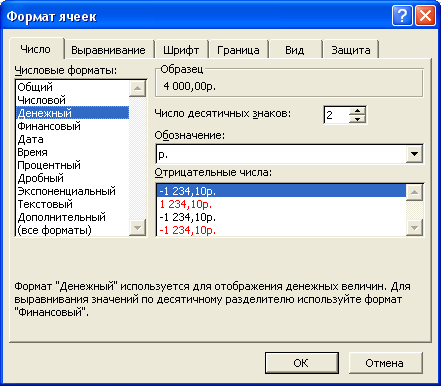 Формат ячеек
Число
Выравнивание
Шрифт
Граница
Вид
Защита
Числовые форматы:
Общий
Числовой
Денежный
Финансовый
Дата
Время
Процентный
Дробный
Экспоненциальный
Текстовый
Дополнительный
(все форматы)
Образец
4 000,00р.
Число десятичных знаков: 2
Обозначение:
р.
Отрицательные числа:
-1 234,10р.
1 234,10р.
-1 234,10р.
-1 234,10р.
Формат "Денежный" используется для отображения денежных величин. Для
выравнивания значений по десятичному разделителю используйте формат
"Финансовый".
ОК
Отмена